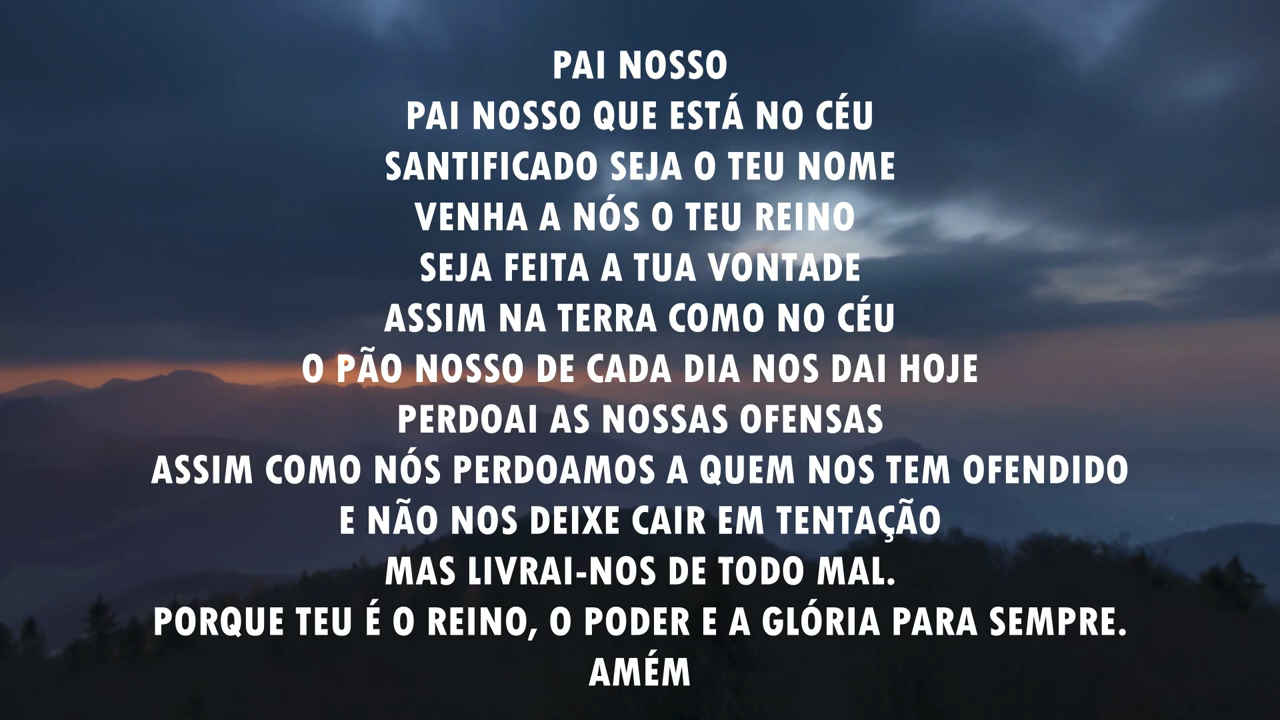 PAI NOSSO
PAI NOSSO QUE ESTÁ NO CÉU
SANTIFICADO SEJA O TEU NOME
VENHA A NÓS O TEU REINO
SEJA FEITA A TUA VONTADE
ASSIM NA TERRA COMO NO CÉU
O PÃO NOSSO DE CADA DIA NOS DAI HOJE
PERDOAI AS NOSSAS OFENSAS
ASSIM COMO NÓS PERDOAMOS A QUEM NOS TEM OFENDIDO
E NÃO NOS DEIXE CAIR EM TENTAÇÃO
MAS LIVRAI-NOS DE TODO MAL.
PORQUE TEU É O REINO, O PODER E A GLÓRIA PARA SEMPRE.
AMÉM